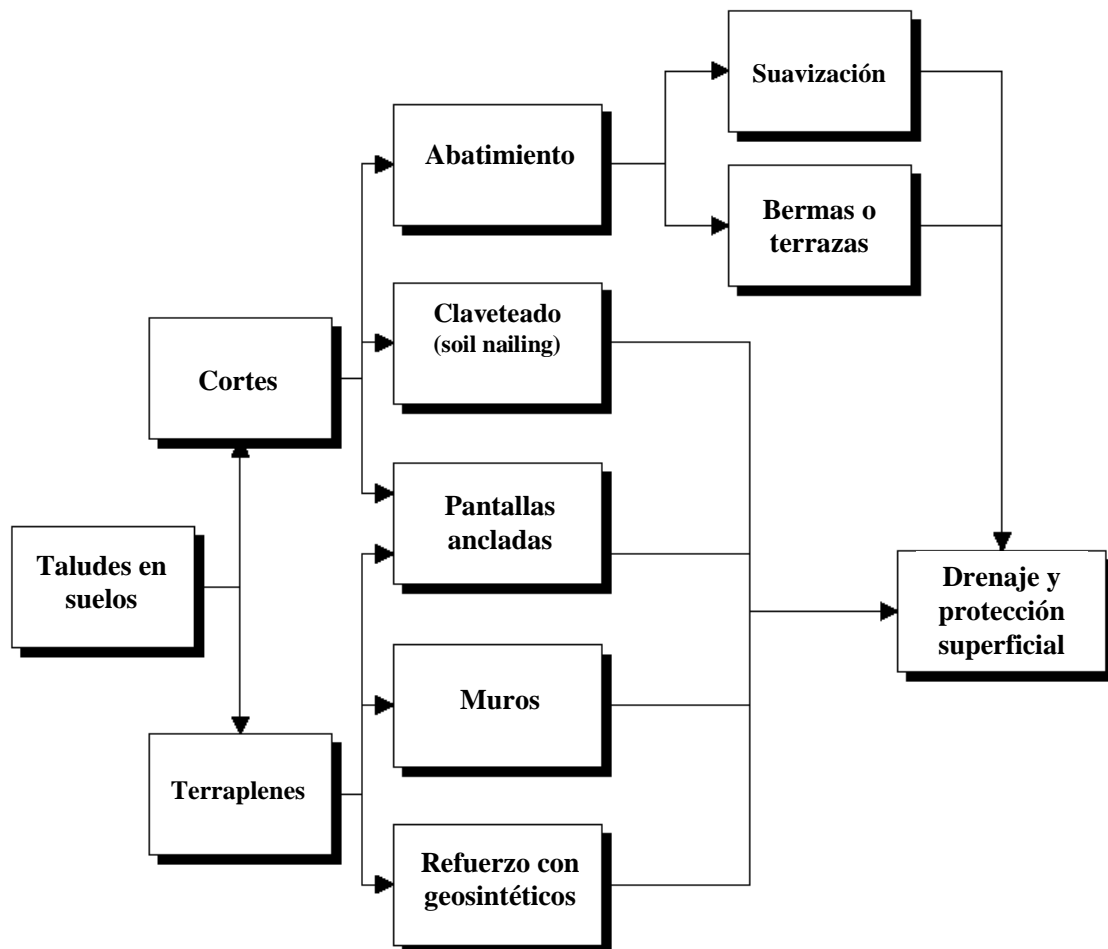 Taludes en
suelos
Cortes
Terraplenes
Abatimiento
Claveteado
(soil nailing)
Pantallas
ancladas
Muros
Refuerzo con
geosintéticos
Suavización
Bermas o
terrazas
Drenaje y
protección
superficial